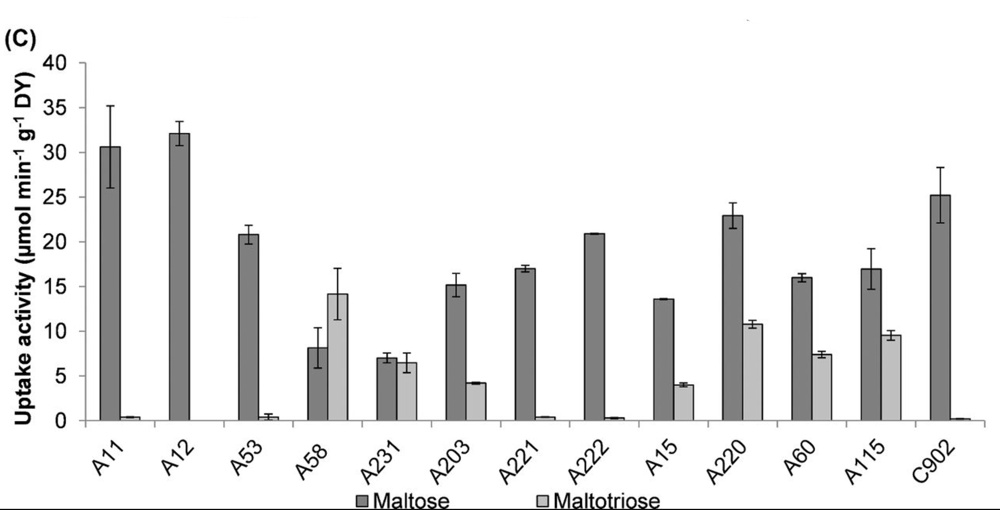 (C)
Uptake activity (µmol min⁻¹ g⁻¹ DY)
40
35
30
25
20
15
10
5
0
A11 A12 A53 A58 A231 A203 A221 A222 A15 A220 A60 A115 C902
Maltose Maltotriose